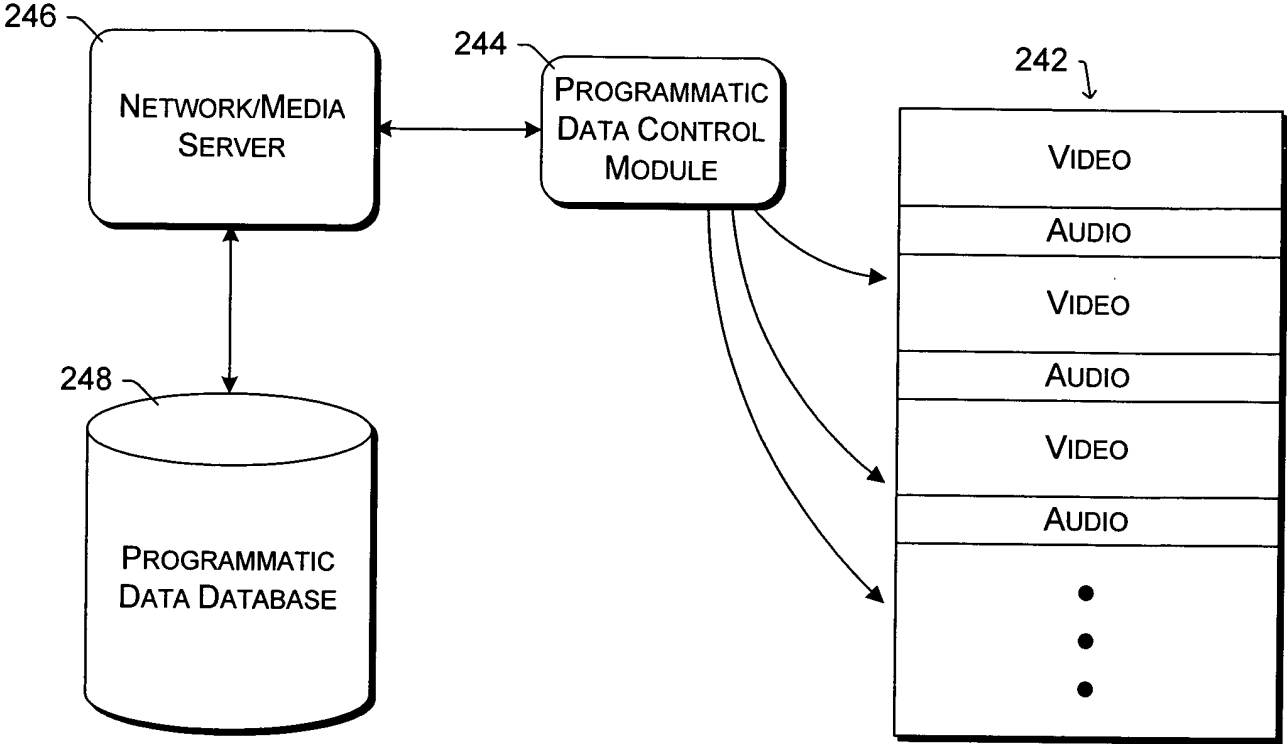 246
NETWORK/MEDIA
SERVER
244
PROGRAMMATIC
DATA CONTROL
MODULE
242
VIDEO
AUDIO
VIDEO
AUDIO
VIDEO
AUDIO
248
PROGRAMMATIC
DATA DATABASE